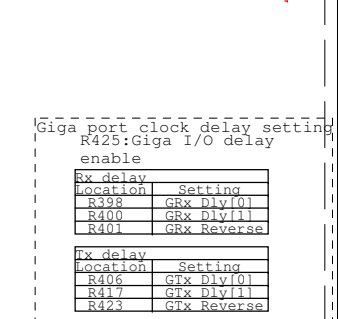 Giga port clock delay setting
R425:Giga I/O delay
enable
Rx delay
Location Setting
R398 GRx Dly[0]
R400 GRx Dly[1]
R401 GRx Reverse
Tx delay
Location Setting
R406 GTx Dly[0]
R417 GTx Dly[1]
R423 GTx Reverse